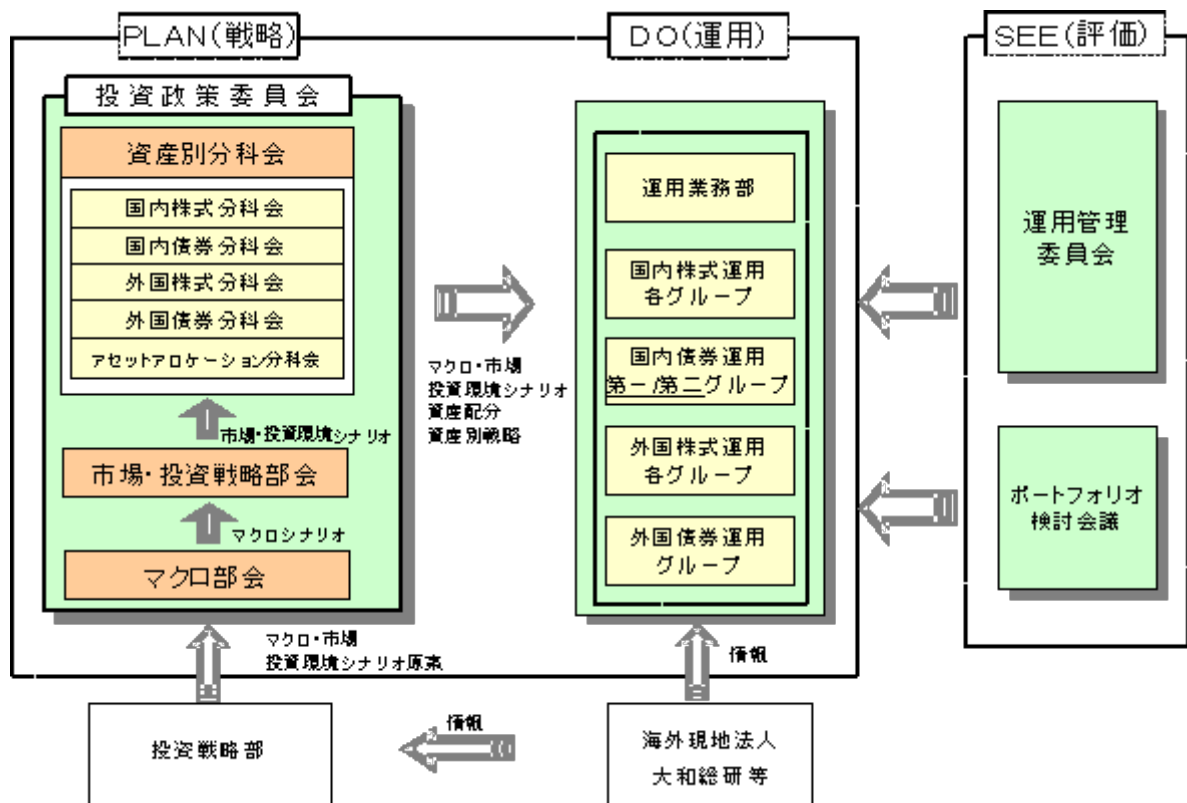 PLAN(戦略)
投資政策委員会
資産別分科会
国内株式分科会
国内債券分科会
外国株式分科会
外国債券分科会
アセットアロケーション分科会
市場・投資環境シナリオ
市場・投資戦略部会
マクロシナリオ
マクロ部会
マクロ・市場
投資環境シナリオ
資産配分
資産別戦略
DO(運用)
運用業務部
国内株式運用
各グループ
国内債券運用
第一/第二グループ
外国株式運用
各グループ
外国債券運用
グループ
SEE(評価)
運用管理
委員会
ポートフォリオ
検討会議
マクロ・市場
投資環境シナリオ原案
情報
投資戦略部
情報
海外現地法人
大和総研等